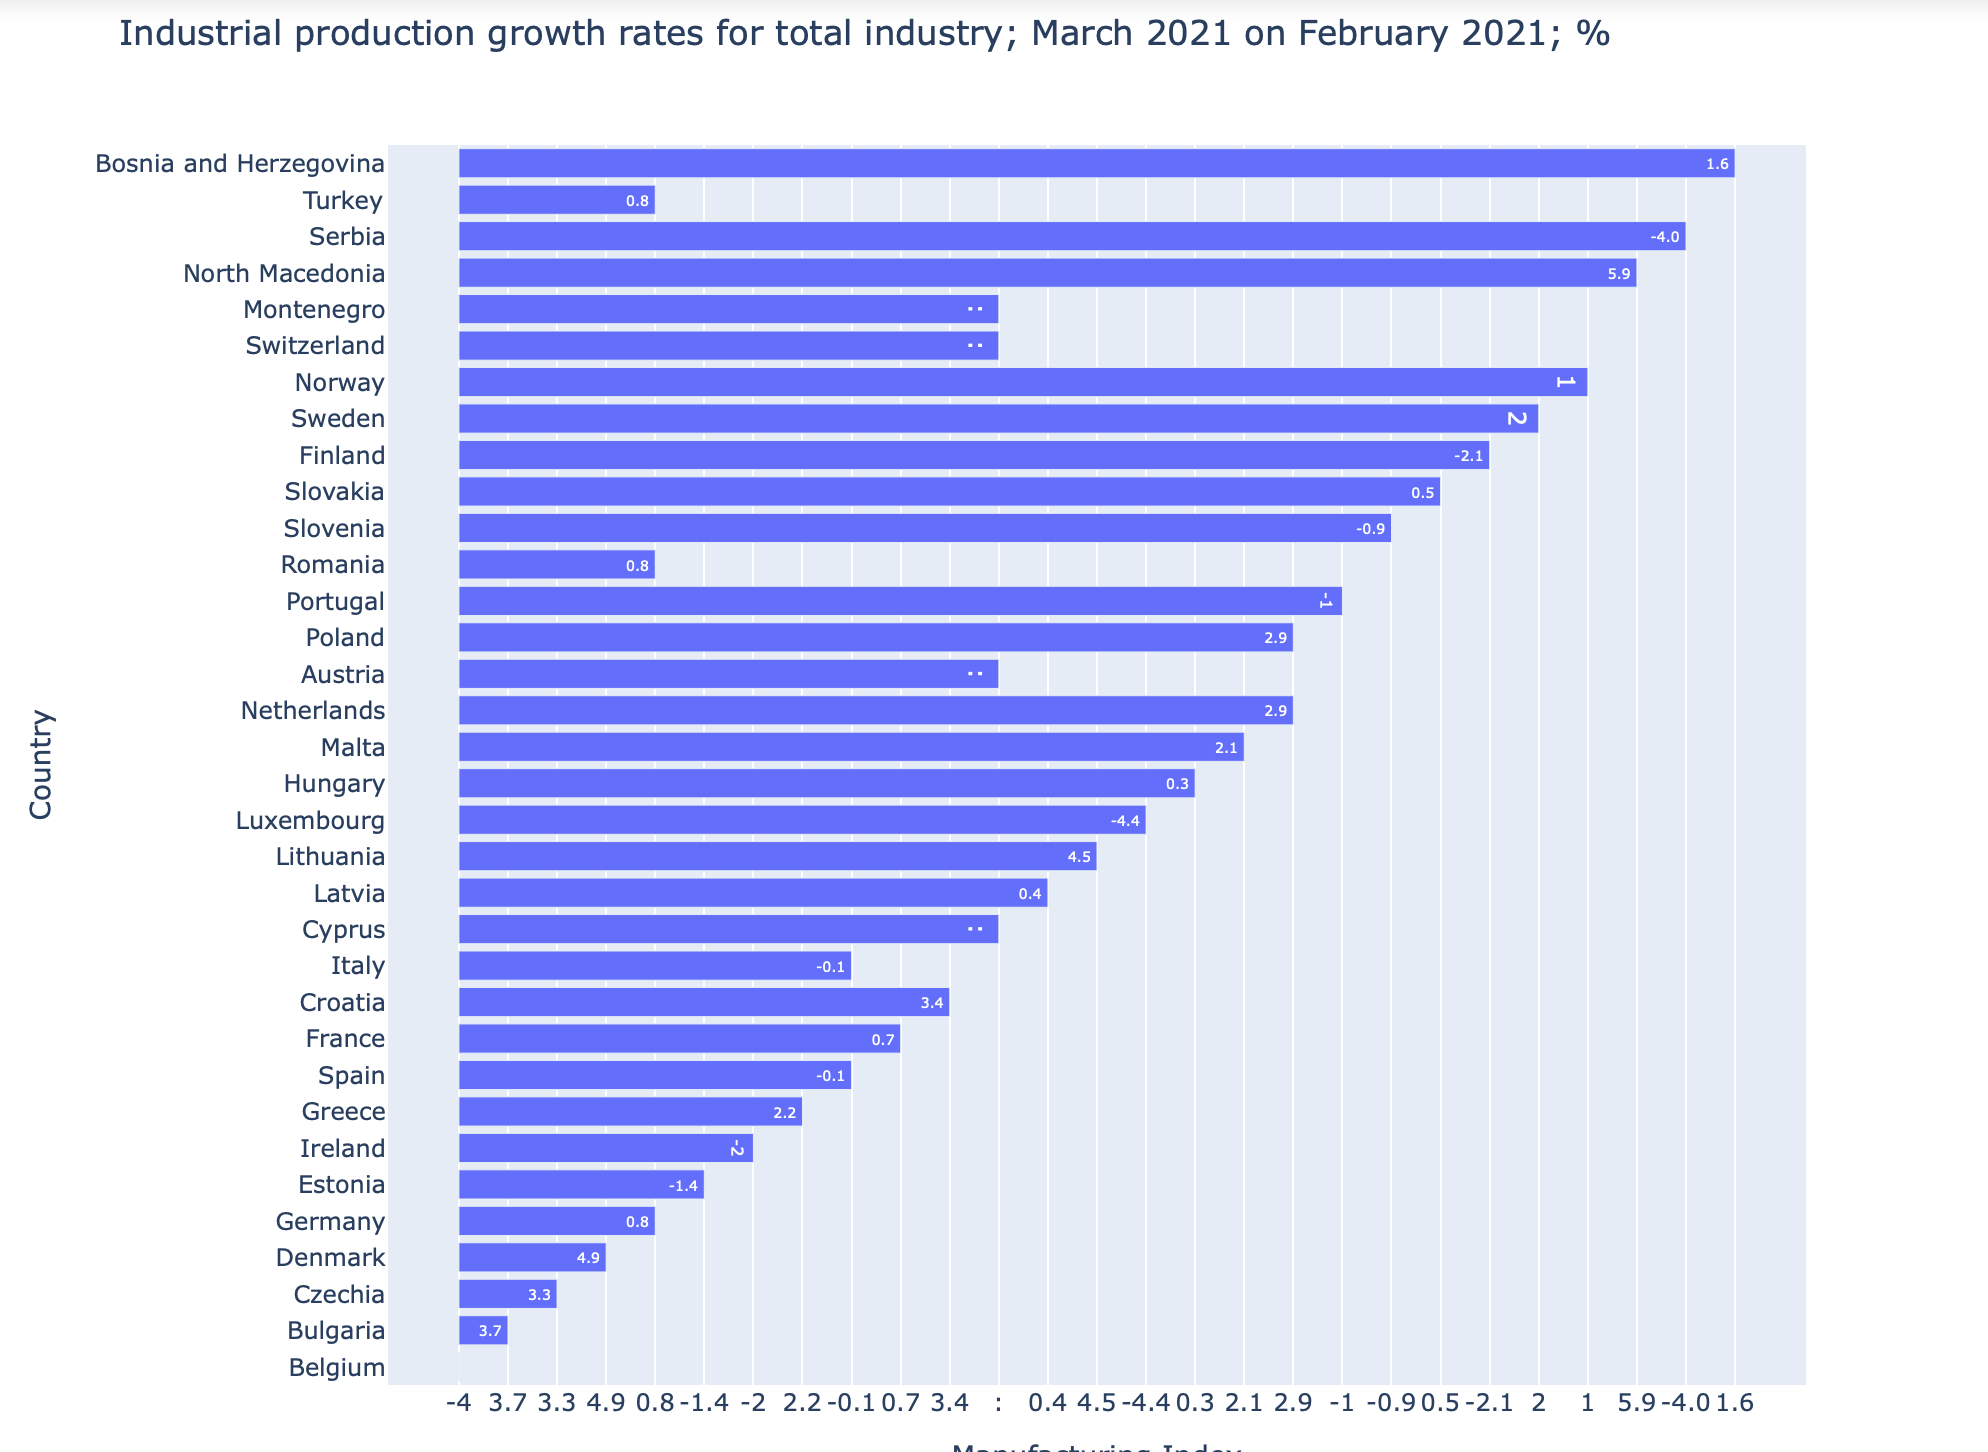 Industrial production growth rates for total industry; March 2021 on February 2021; %
Country
Bosnia and Herzegovina 1.6
Turkey 0.8
Serbia -4.0
North Macedonia 5.9
Montenegro :
Switzerland :
Norway 1
Sweden 2
Finland -2.1
Slovakia 0.5
Slovenia -0.9
Romania 0.8
Portugal -1
Poland 2.9
Austria :
Netherlands 2.9
Malta 2.1
Hungary 0.3
Luxembourg -4.4
Lithuania 4.5
Latvia 0.4
Cyprus :
Italy -0.1
Croatia 3.4
France 0.7
Spain -0.1
Greece 2.2
Ireland -2
Estonia -1.4
Germany 0.8
Denmark 4.9
Czechia 3.3
Bulgaria 3.7
Belgium
-4 3.7 3.3 4.9 0.8 -1.4 -2 2.2 -0.1 0.7 3.4 : 0.4 4.5 -4.4 0.3 2.1 2.9 -1 -0.9 0.5 -2.1 2 1 5.9 -4.0 1.6
Manufacturing Index